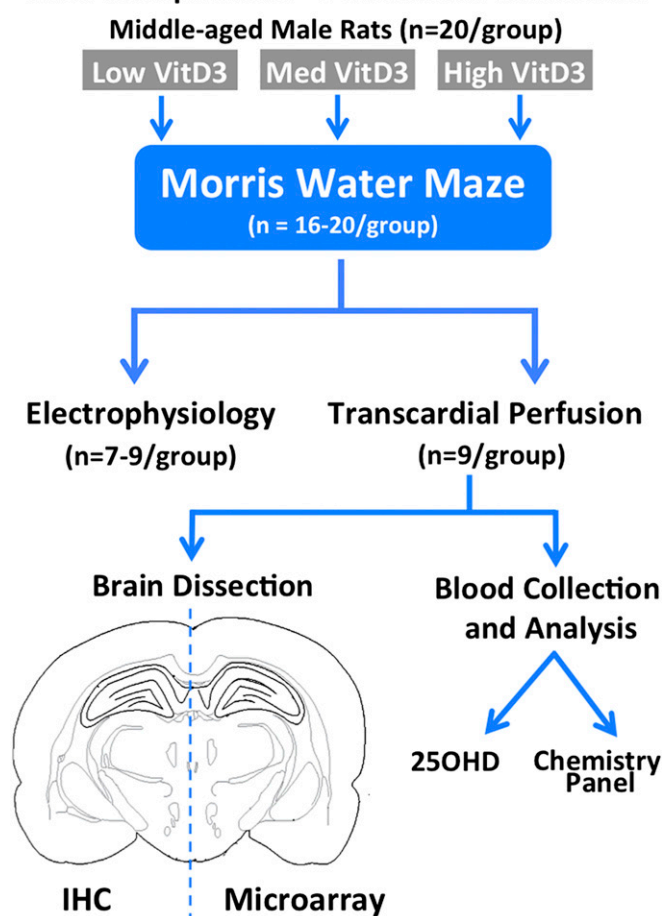 Middle-aged Male Rats (n=20/group)
Low VitD3 Med VitD3 High VitD3
Morris Water Maze
(n = 16-20/group)
Electrophysiology
(n=7-9/group)
Transcardial Perfusion
(n=9/group)
Brain Dissection
Blood Collection
and Analysis
25OHD
Chemistry
Panel
IHC
Microarray